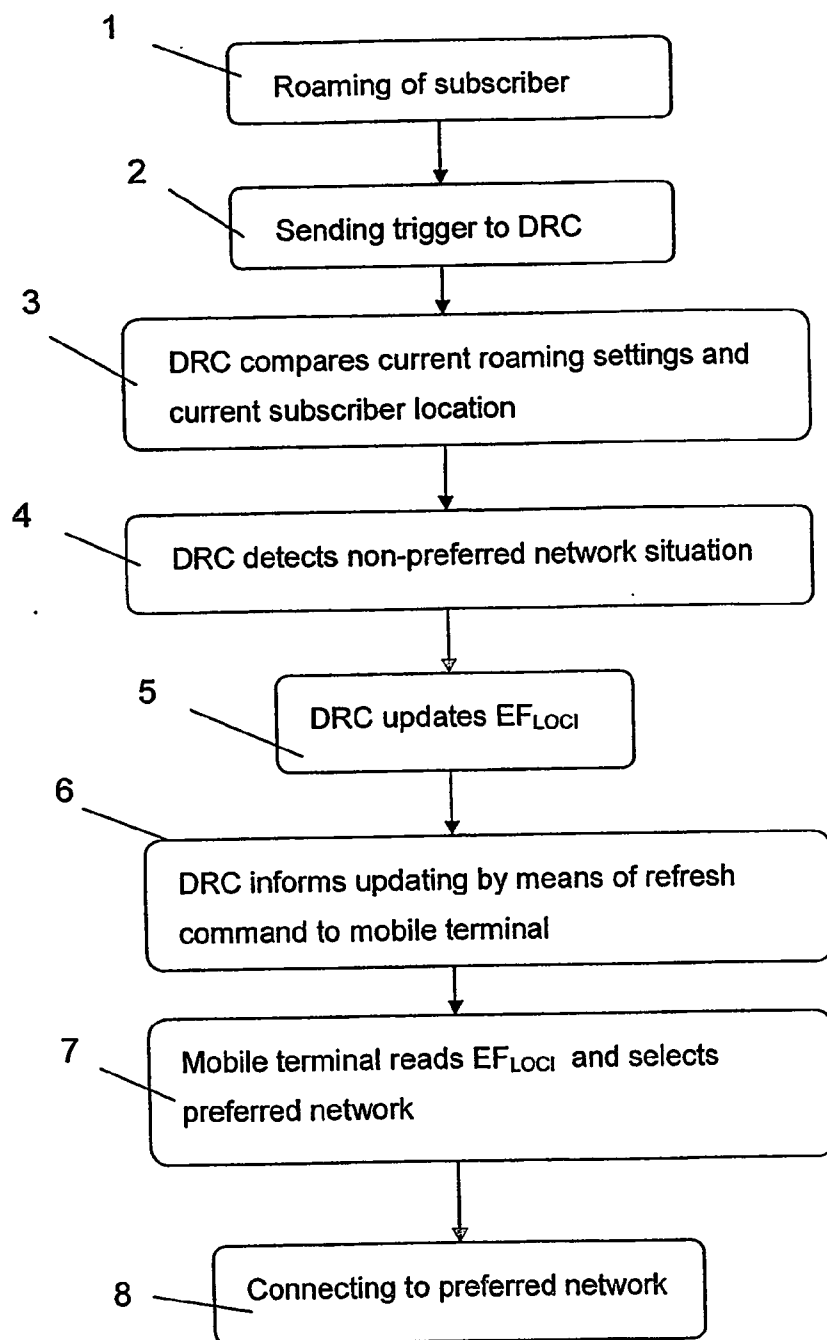 1
Roaming of subscriber
2
Sending trigger to DRC
3
DRC compares current roaming settings and
current subscriber location
4
DRC detects non-preferred network situation
5
DRC updates EFLOCI
6
DRC informs updating by means of refresh
command to mobile terminal
7
Mobile terminal reads EFLOCI and selects
preferred network
8
Connecting to preferred network